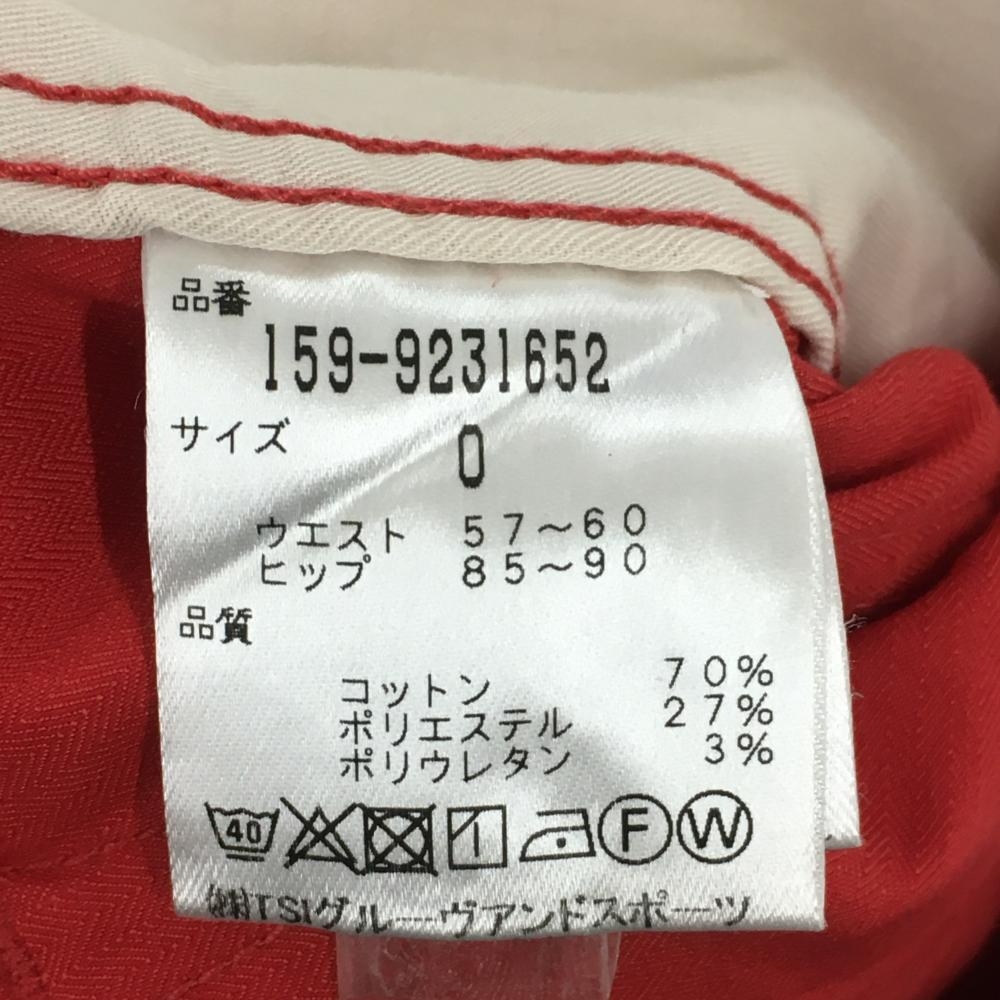 品番
159-9231652
サイズ 0
ウエスト 57〜60
ヒップ 85〜90
品質
コットン 70%
ポリエステル 27%
ポリウレタン 3%
40 F W
㈱TSIグルーヴアンドスポーツ